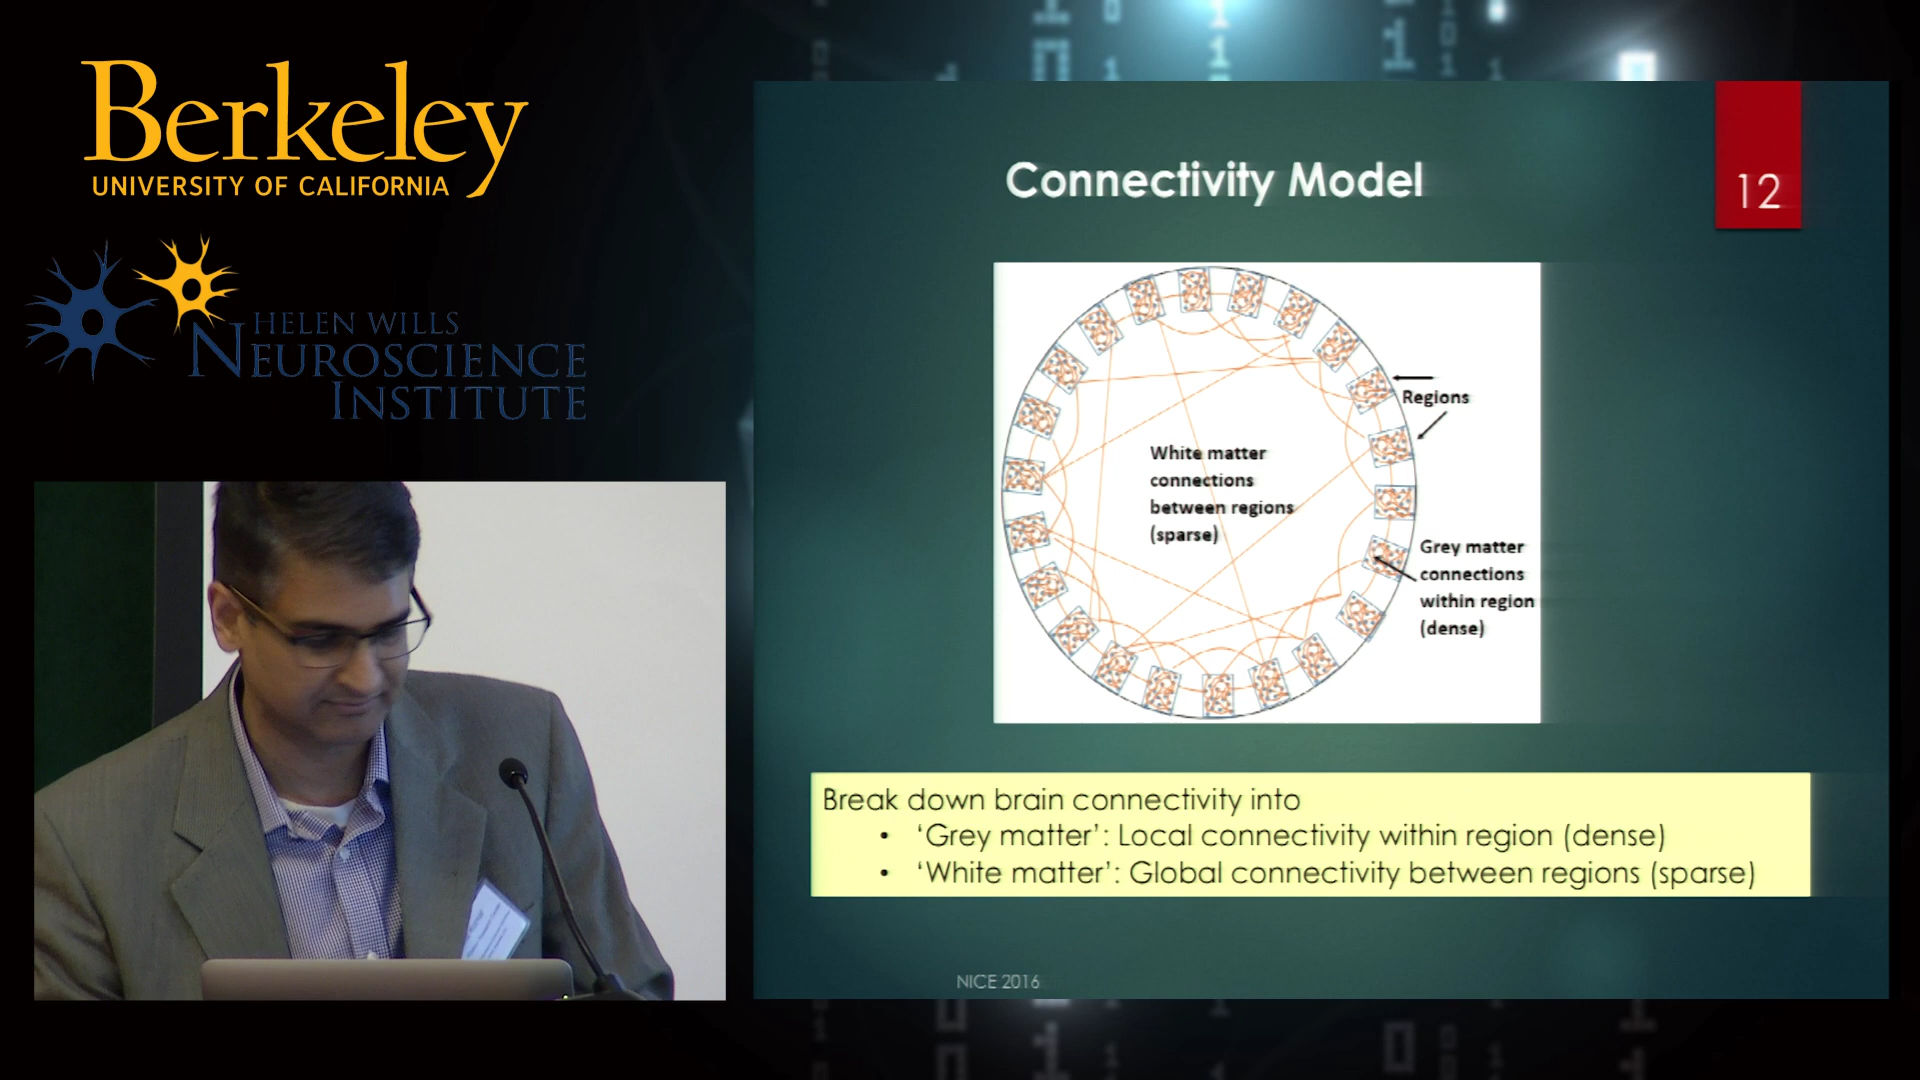 Berkeley
UNIVERSITY OF CALIFORNIA
HELEN WILLS
NEUROSCIENCE
INSTITUTE
Connectivity Model
12
Regions
White matter
connections
between regions
(sparse)
Grey matter
connections
within region
(dense)
Break down brain connectivity into
• ‘Grey matter’: Local connectivity within region (dense)
• ‘White matter’: Global connectivity between regions (sparse)
NICE 2016